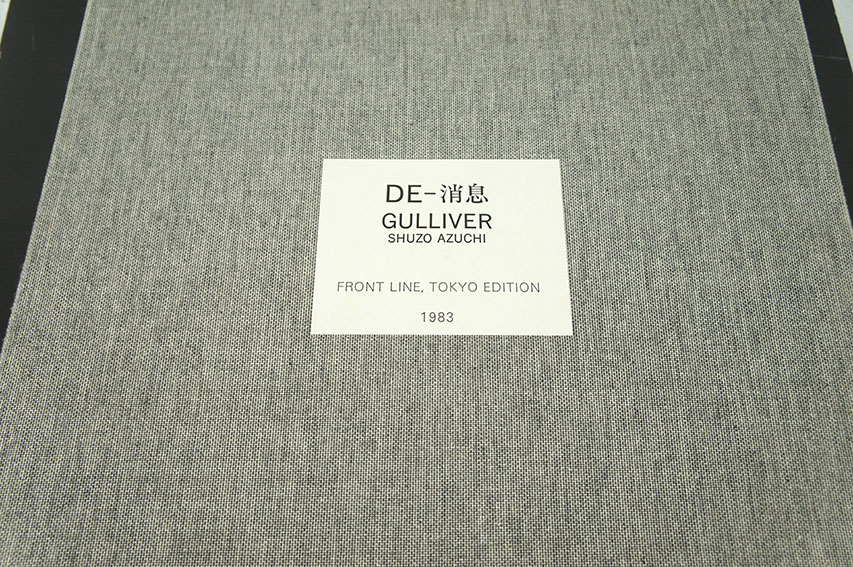 DE-消息
GULLIVER
SHUZO AZUCHI
FRONT LINE, TOKYO EDITION
1983